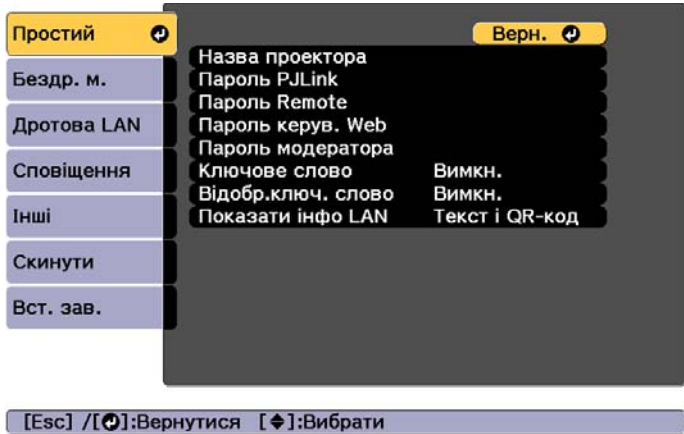 Простий
Бездр. м.
Дротова LAN
Сповіщення
Інші
Скинути
Вст. зав.
Верн.
Назва проектора
Пароль PJLink
Пароль Remote
Пароль керув. Web
Пароль модератора
Ключове слово Вимкн.
Відобр.ключ. слово Вимкн.
Показати інфо LAN Текст і QR-код
[Esc] /[⏎]:Вернутися [◆]:Вибрати